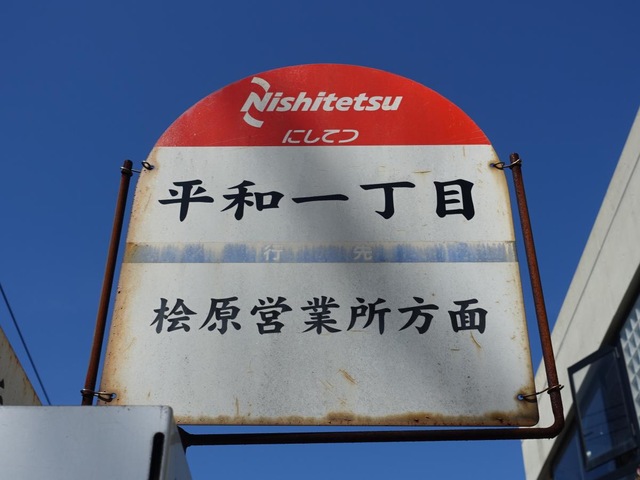 Nishitetsu
にしてつ
平和一丁目
行先
桧原営業所方面